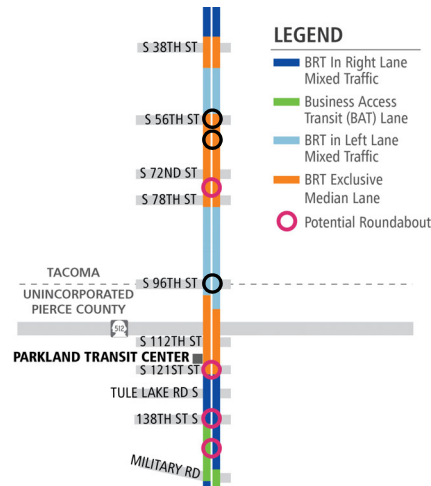 S 38TH ST
LEGEND
BRT In Right Lane
Mixed Traffic
Business Access
Transit (BAT) Lane
S 56TH ST
BRT in Left Lane
Mixed Traffic
S 72ND ST
BRT Exclusive
Median Lane
S 78TH ST
Potential Roundabout
TACOMA
S 96TH ST
UNINCORPORATED
PIERCE COUNTY
512
S 112TH ST
PARKLAND TRANSIT CENTER
S 121ST ST
TULE LAKE RD S
138TH ST S
MILITARY RD